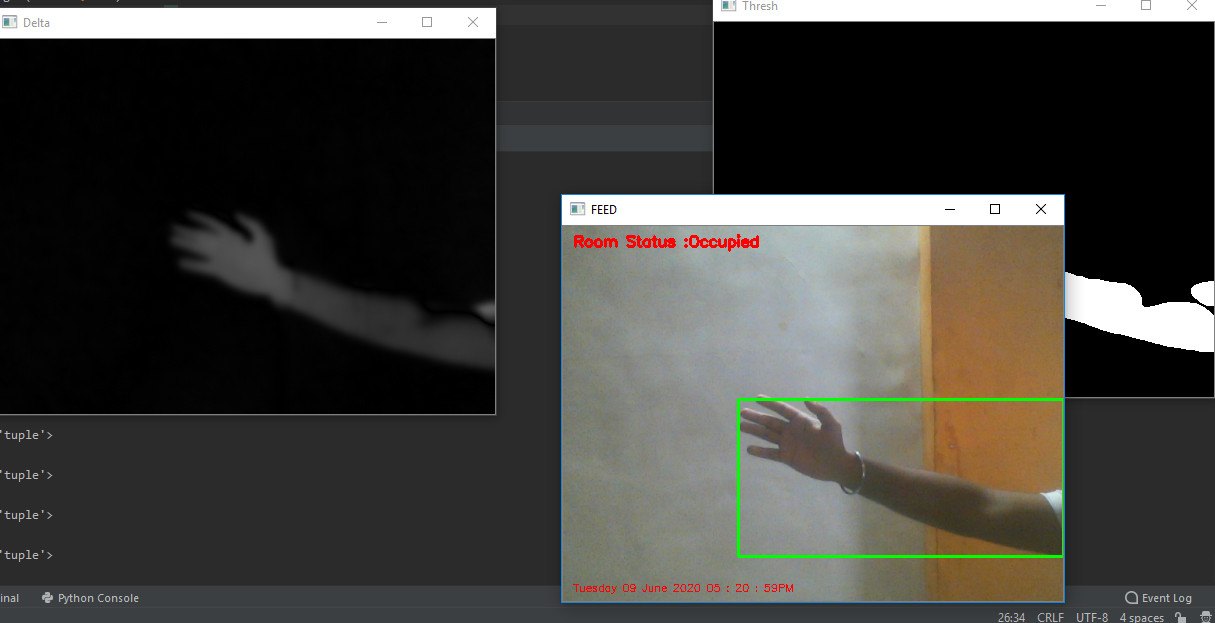 Delta
Thresh
FEED
Room Status :Occupied
'tuple'>
'tuple'>
'tuple'>
'tuple'>
Tuesday 09 June 2020 05 : 20 : 59PM
Python Console
Event Log
26:34 CRLF UTF-8 4 spaces